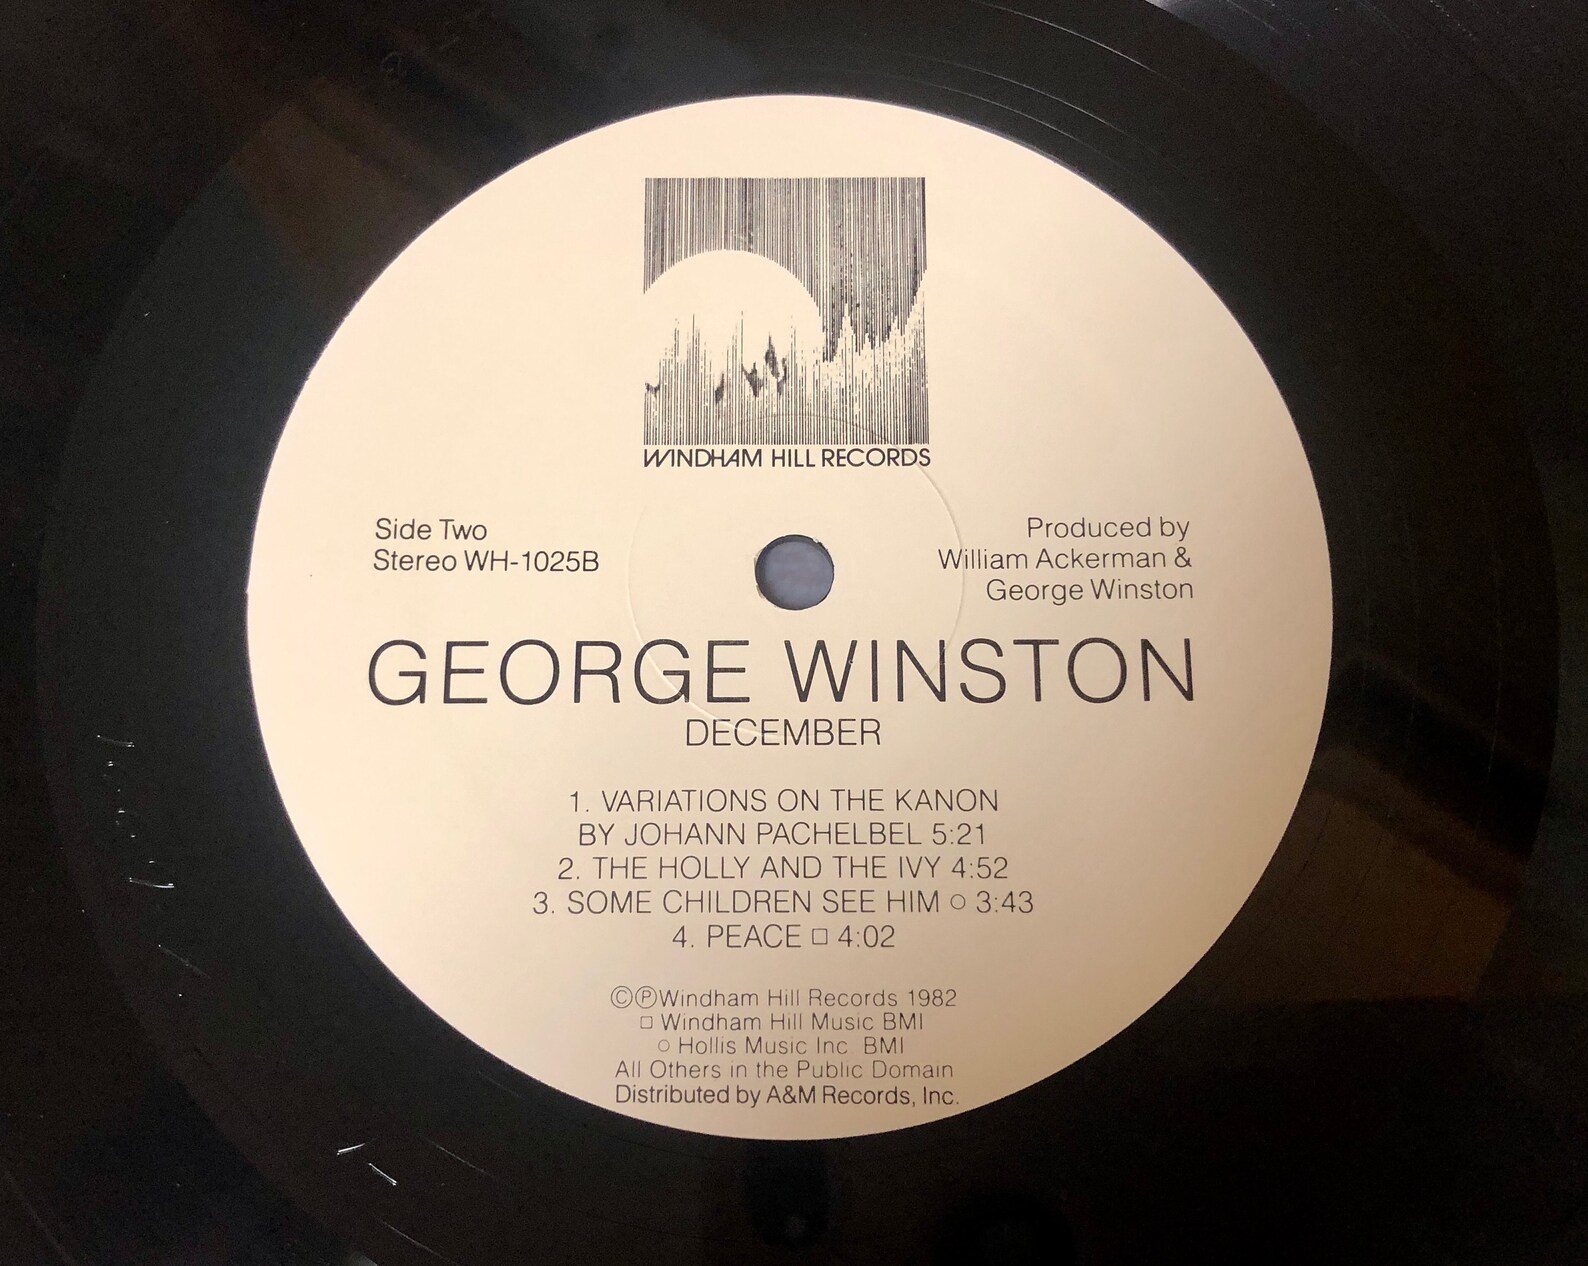 WINDHAM HILL RECORDS
Side Two
Stereo WH-1025B
Produced by
William Ackerman &
George Winston
GEORGE WINSTON
DECEMBER
1. VARIATIONS ON THE KANON
BY JOHANN PACHELBEL 5:21
2. THE HOLLY AND THE IVY 4:52
3. SOME CHILDREN SEE HIM ○ 3:43
4. PEACE □ 4:02
©℗Windham Hill Records 1982
□ Windham Hill Music BMI
○ Hollis Music Inc BMI
All Others in the Public Domain
Distributed by A&M Records, Inc.